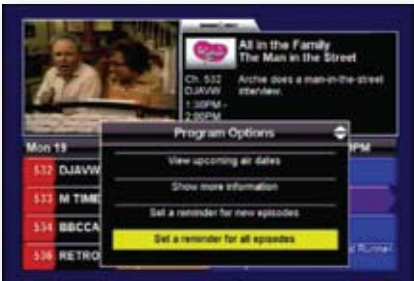 All in the Family
The Man in the Street
Ch. 532
DJAVW
1:30PM -
2:00PM
Archie does a man-in-the-street
interview.
Program Options
Mon 19
PM
View upcoming air dates
532 DJAVW
Show more information
533 M TIME
Set a reminder for new episodes
534 BBCCA
Set a reminder for all episodes
536 RETRO